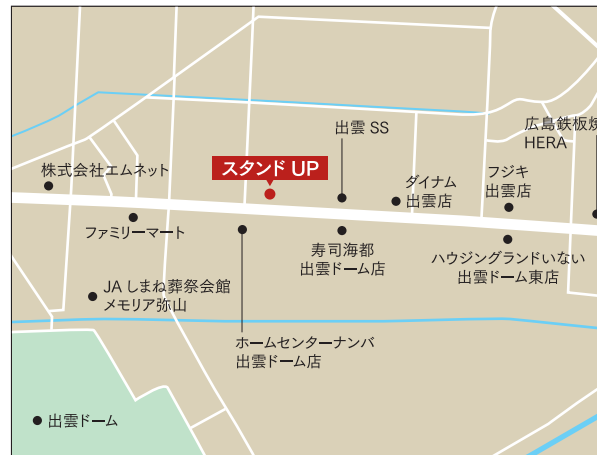 出雲 SS
広島鉄板焼
HERA
株式会社エムネット
スタンド UP
ダイナム
出雲店
フジキ
出雲店
ファミリーマート
寿司海都
出雲ドーム店
ハウジングランドいない
出雲ドーム東店
JA しまね葬祭会館
メモリア弥山
ホームセンターナンバ
出雲ドーム店
出雲ドーム